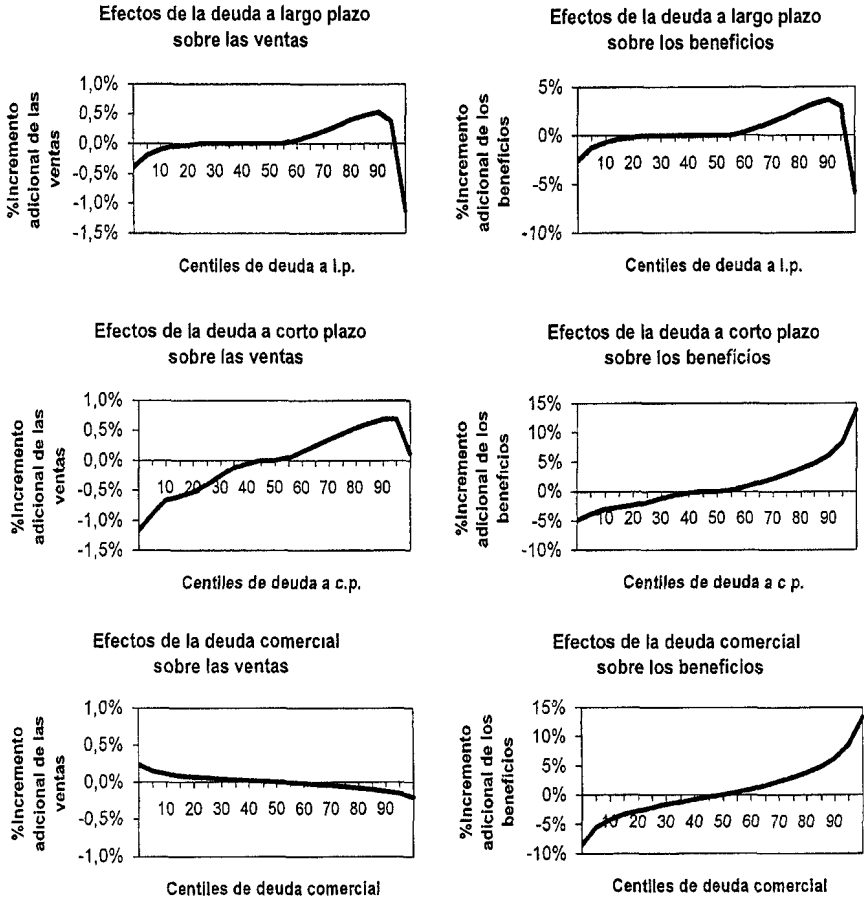 Efectos de la deuda a largo plazo
sobre las ventas
%Incremento
adicional de las
ventas
1,0%
0,5%
0,0%
-0,5%
-1,0%
-1,5%
10 20 30 40 50 60 70 80 90
Centiles de deuda a l.p.
Efectos de la deuda a largo plazo
sobre los beneficios
%Incremento
adicional de los
beneficios
5%
0%
-5%
-10%
10 20 30 40 50 60 70 80 90
Centiles de deuda a l.p.
Efectos de la deuda a corto plazo
sobre las ventas
%Incremento
adicional de las
ventas
1,0%
0,5%
0,0%
-0,5%
-1,0%
-1,5%
10 20 30 40 50 60 70 80 90
Centiles de deuda a c.p.
Efectos de la deuda a corto plazo
sobre los beneficios
%Incremento
adicional de los
beneficios
15%
10%
5%
0%
-5%
-10%
10 20 30 40 50 60 70 80 90
Centiles de deuda a c p.
Efectos de la deuda comercial
sobre las ventas
%Incremento
adicional de las
ventas
1,0%
0,5%
0,0%
-0,5%
-1,0%
10 20 30 40 50 60 70 80 90
Centiles de deuda comercial
Efectos de la deuda comercial
sobre los beneficios
%Incremento
adicional de los
beneficios
15%
10%
5%
0%
-5%
-10%
10 20 30 40 50 60 70 80 90
Centiles de deuda comercial